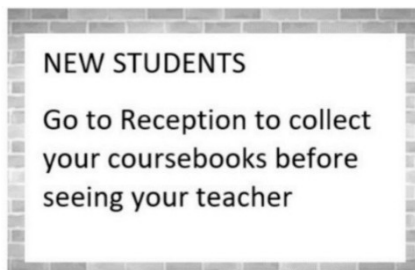 NEW STUDENTS
Go to Reception to collect
your coursebooks before
seeing your teacher